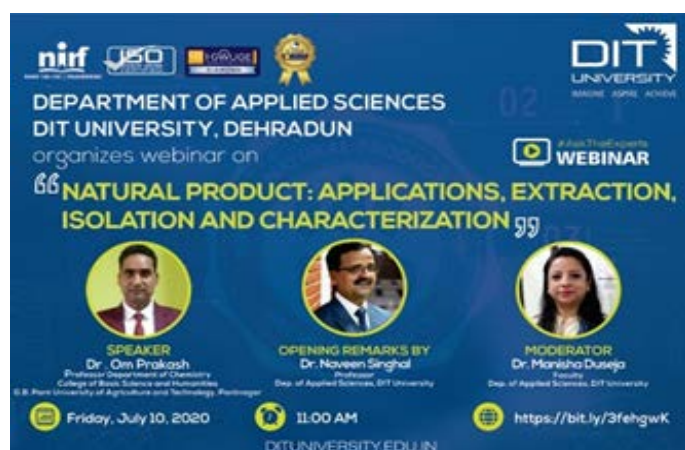 nirf
ISO
I-GAUGE
DIT
UNIVERSITY
IMAGINE ASPIRE ACHIEVE
DEPARTMENT OF APPLIED SCIENCES
DIT UNIVERSITY, DEHRADUN
organizes webinar on
#AskTheExperts
WEBINAR
“NATURAL PRODUCT: APPLICATIONS, EXTRACTION,
ISOLATION AND CHARACTERIZATION”
SPEAKER
Dr . Om Prakash
Professor Department of Chemistry
College of Basic Science and Humanities
G.B. Pant University of Agriculture and Technology, Pantnagar
OPENING REMARKS BY
Dr. Naveen Singhal
Professor
Dep. of Applied Sciences, DIT University
MODERATOR
Dr. Manisha Duseja
Faculty
Dep. of Applied Sciences, DIT University
Friday, July 10, 2020
11:00 AM
https://bit.ly/3fehgwK
DITUNIVERSITY.EDU.IN